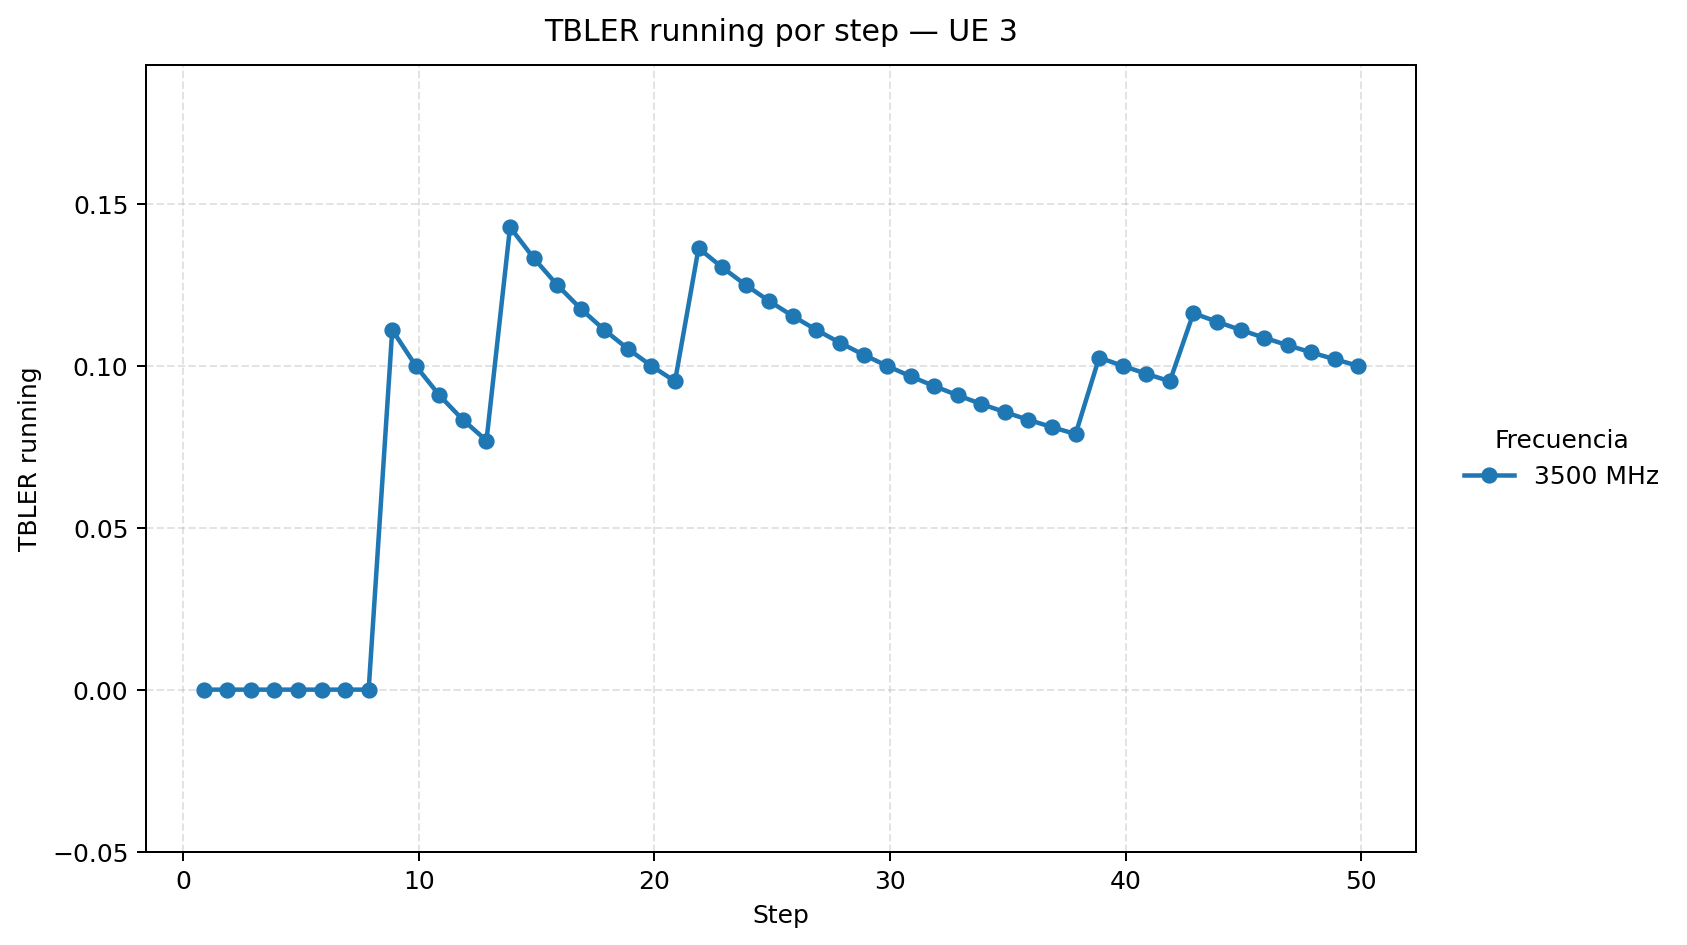 TBLER running por step — UE 3
TBLER running
0.15
0.10
0.05
0.00
−0.05
0 10 20 30 40 50
Step
Frecuencia
3500 MHz